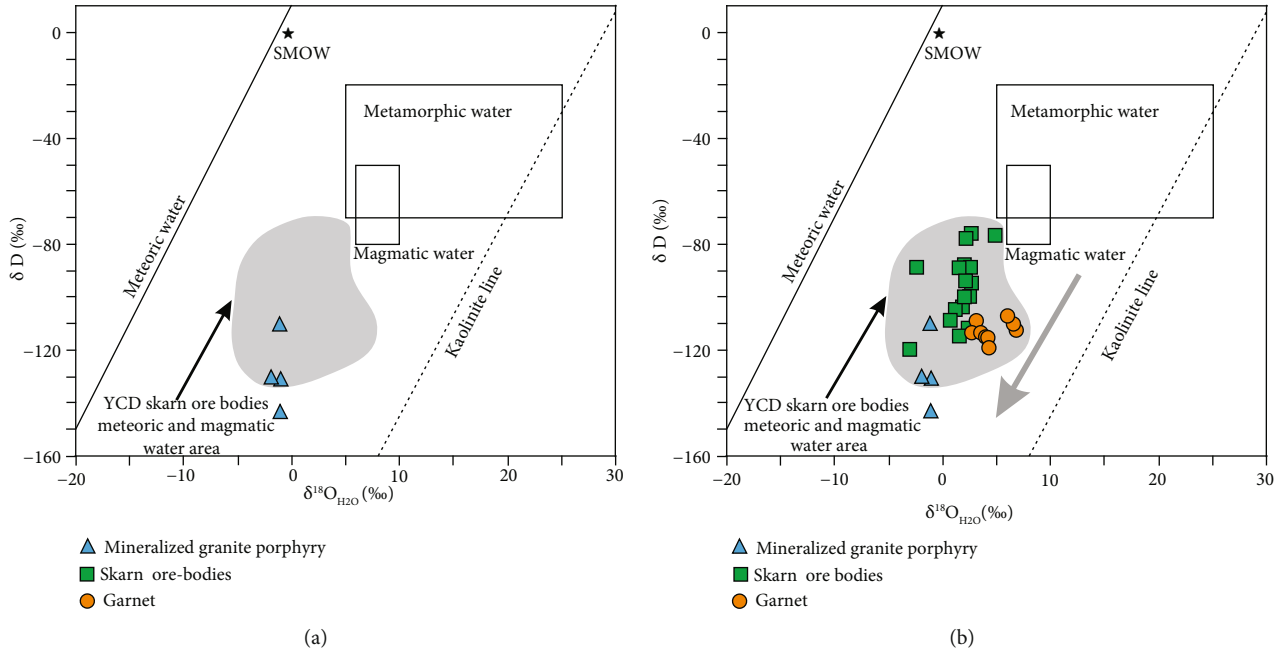 0
−40
−80
−120
−160
δ D (‰)
−20
−10
0
10
20
30
δ¹⁸O_H2O (‰)
SMOW
Metamorphic water
Magmatic water
Meteoric water
Kaolinite line
YCD skarn ore bodies
meteoric and magmatic
water area
Mineralized granite porphyry
Skarn ore-bodies
Garnet
(a)
0
−40
−80
−120
−160
δ D (‰)
−20
−10
0
10
20
30
δ¹⁸O_H2O (‰)
SMOW
Metamorphic water
Magmatic water
Meteoric water
Kaolinite line
YCD skarn ore bodies
meteoric and magmatic
water area
Mineralized granite porphyry
Skarn ore bodies
Garnet
(b)